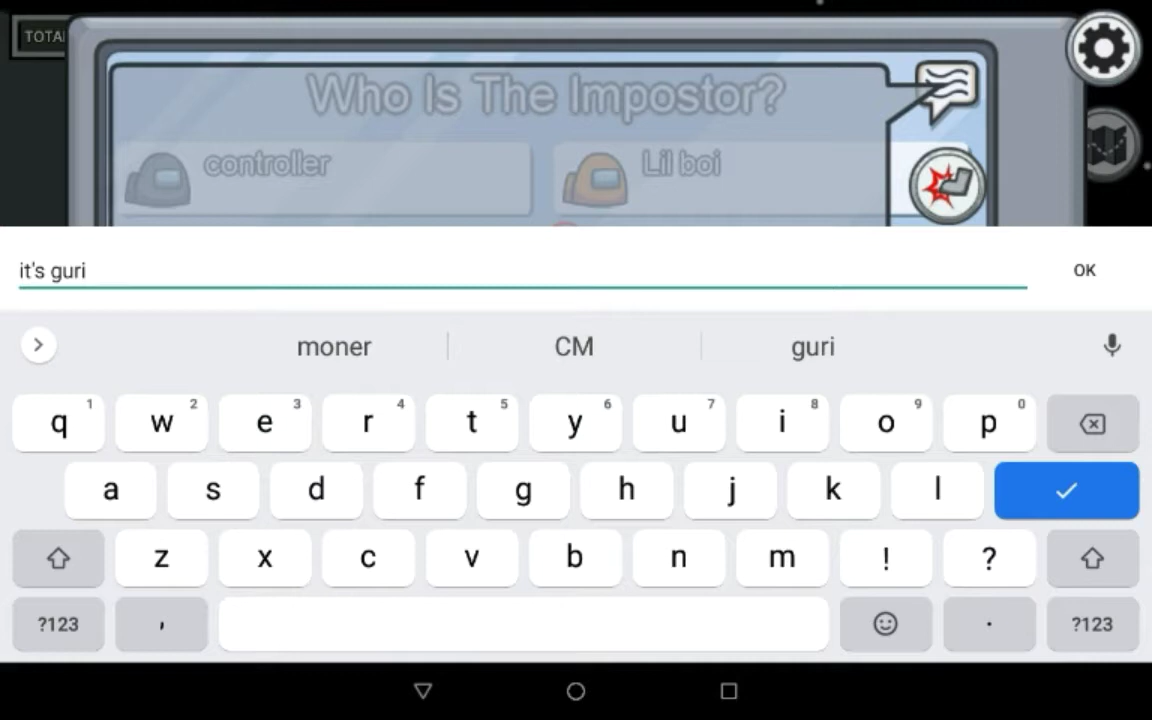 TOTAL
Who Is The Impostor?
controller
Lil boi
it's guri
OK
moner
CM
guri
q 1 w 2 e 3 r 4 t 5 y 6 u 7 i 8 o 9 p 0
a s d f g h j k l
z x c v b n m ! ?
?123 , . ?123